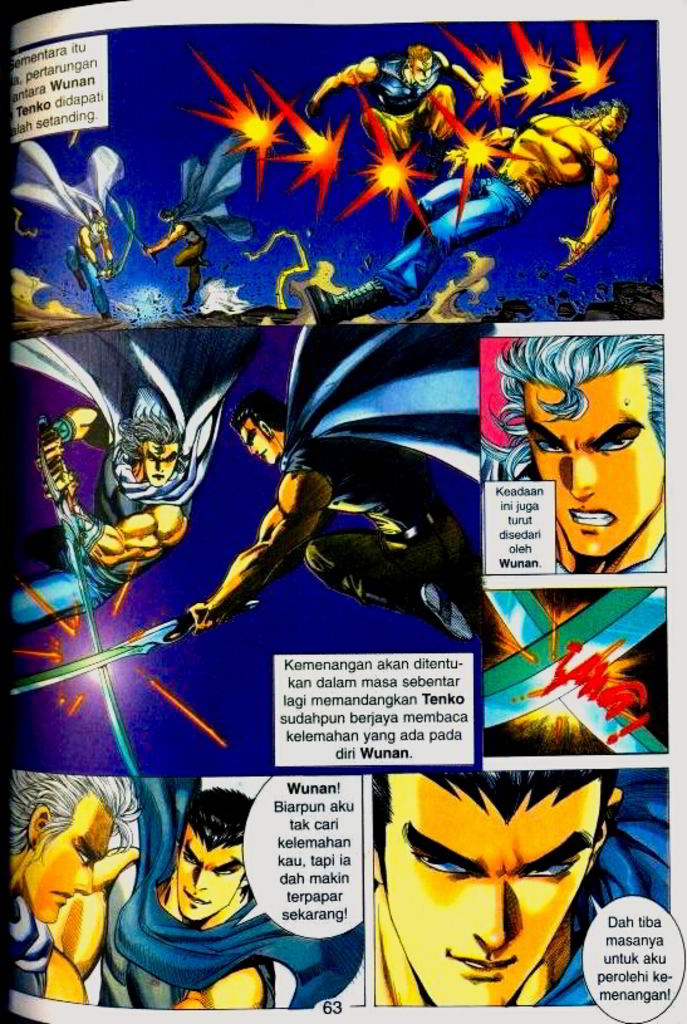 Sementara itu
pertarungan
antara Wunan
Tenko didapati
setanding.
Keadaan
ini juga
turut
disedari
oleh
Wunan.
Kemenangan akan ditentu-
kan dalam masa sebentar
lagi memandangkan Tenko
sudahpun berjaya membaca
kelemahan yang ada pada
diri Wunan.
Wunan!
Biarpun aku
tak cari
kelemahan
kau, tapi ia
dah makin
terpapar
sekarang!
Dah tiba
masanya
untuk aku
perolehi ke-
menangan!
63